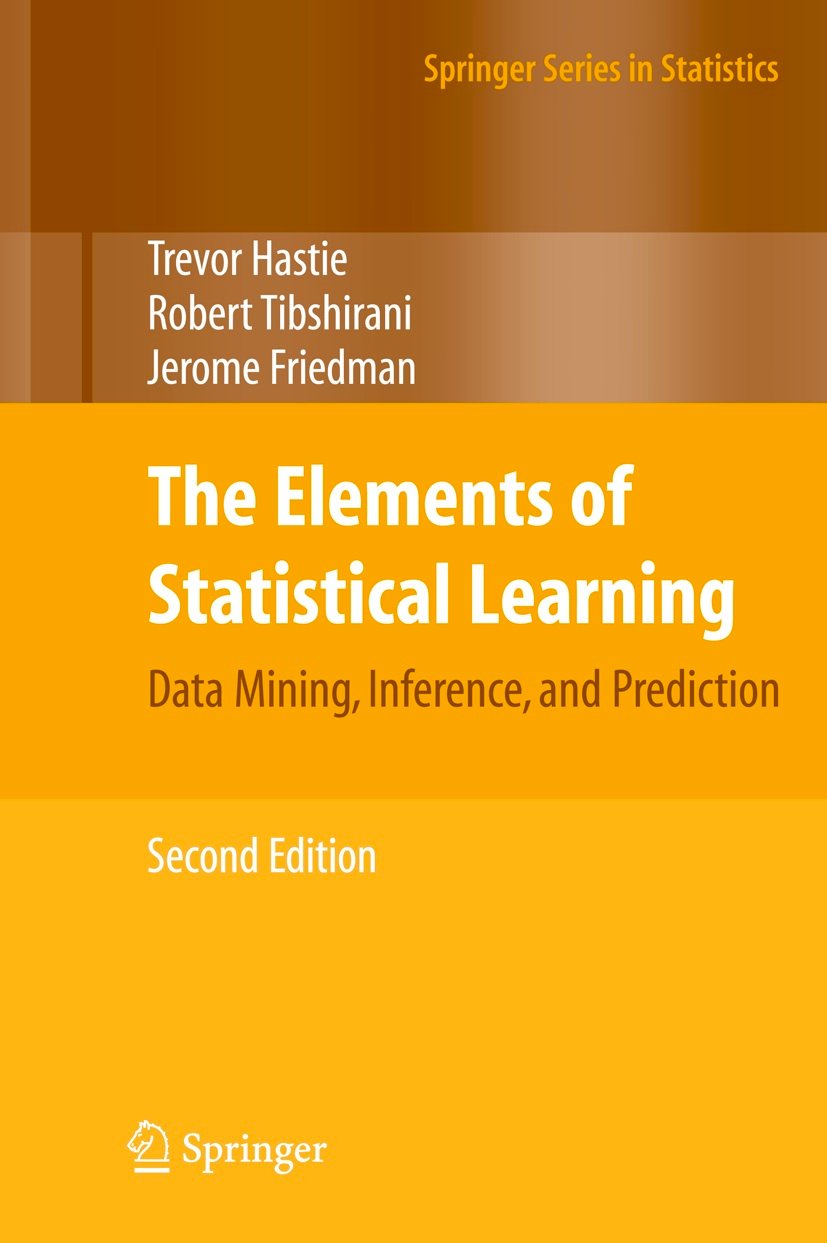 Springer Series in Statistics
Trevor Hastie
Robert Tibshirani
Jerome Friedman
The Elements of
Statistical Learning
Data Mining, Inference, and Prediction
Second Edition
Springer